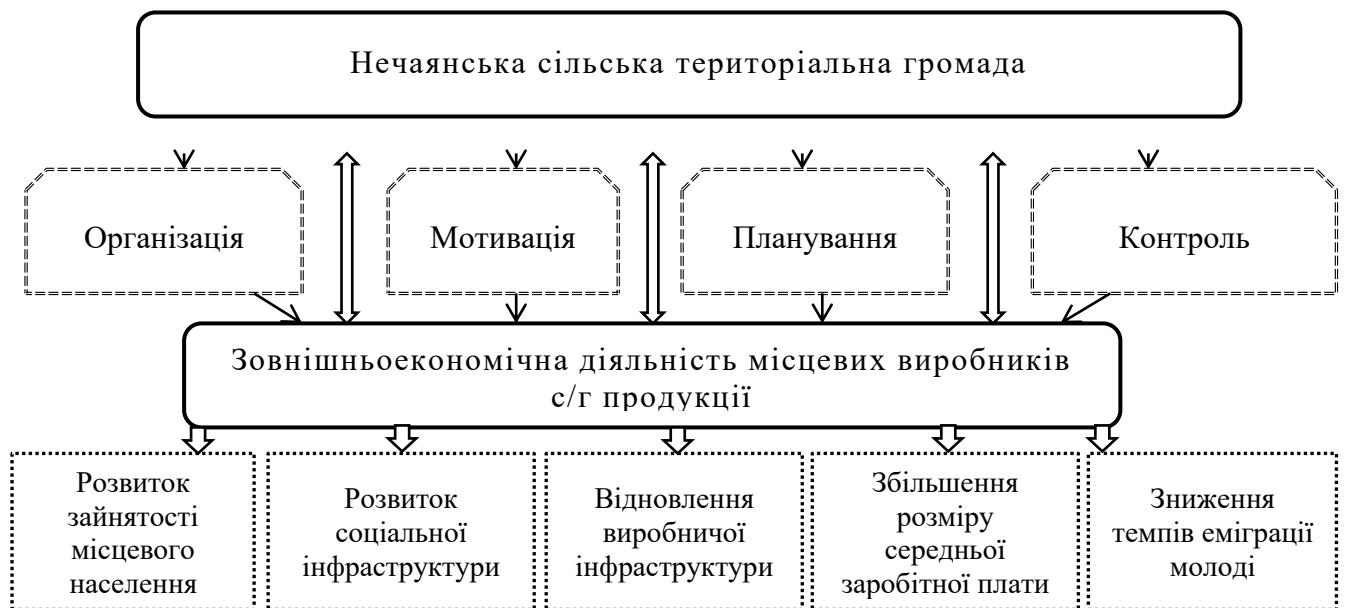 Нечаянська сільська територіальна громада
Організація
Мотивація
Планування
Контроль
Зовнішньоекономічна діяльність місцевих виробників
с/г продукції
Розвиток
зайнятості
місцевого
населення
Розвиток
соціальної
інфраструктури
Відновлення
виробничої
інфраструктури
Збільшення
розміру
середньої
заробітної плати
Зниження
темпів еміграції
молоді